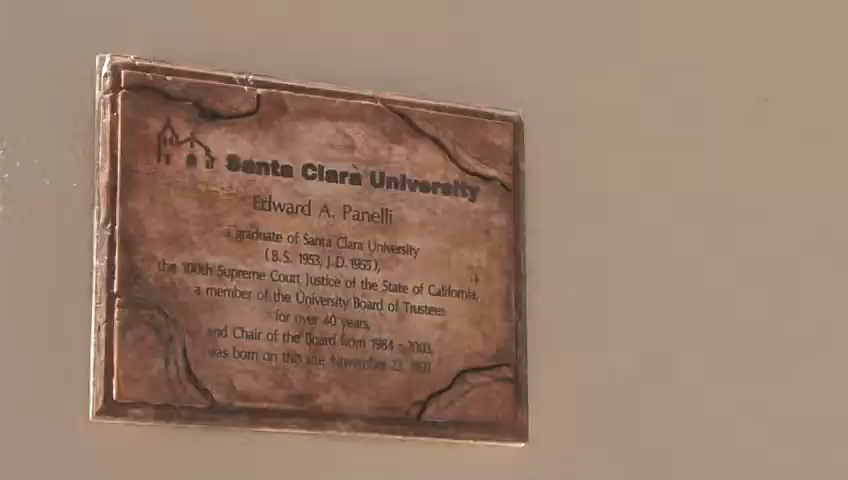 Santa Clara University
Edward A. Panelli
a graduate of Santa Clara University
(B.S. 1953, J.D. 1955),
the 100th Supreme Court Justice of the State of California,
a member of the University Board of Trustees
for over 40 years,
and Chair of the Board from 1984 - 2003,
was born on this site November 23, 1931